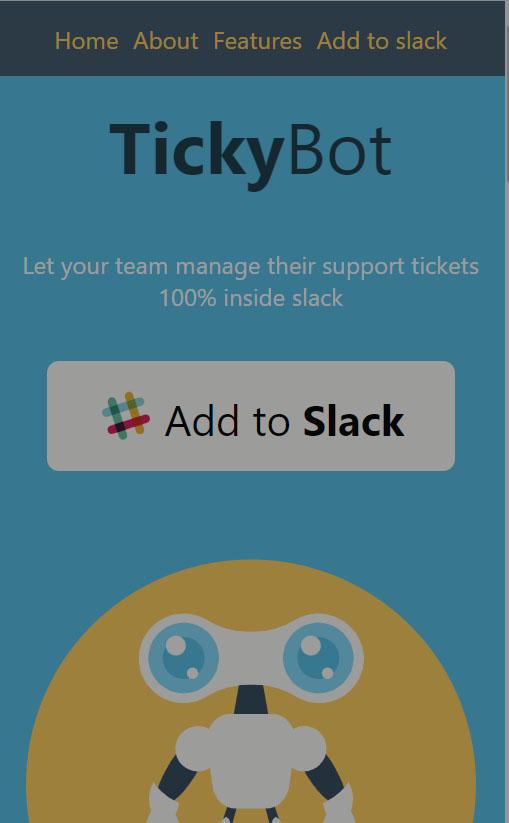 Home About Features Add to slack
TickyBot
Let your team manage their support tickets
100% inside slack
Add to Slack